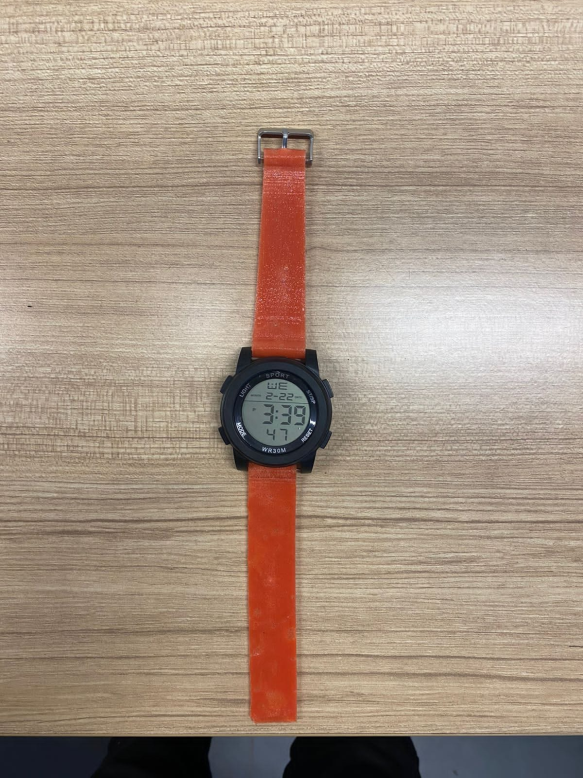 SPORT
LIGHT
STOP
WE
2-22
3:39
47
MODE
RESET
WR30M